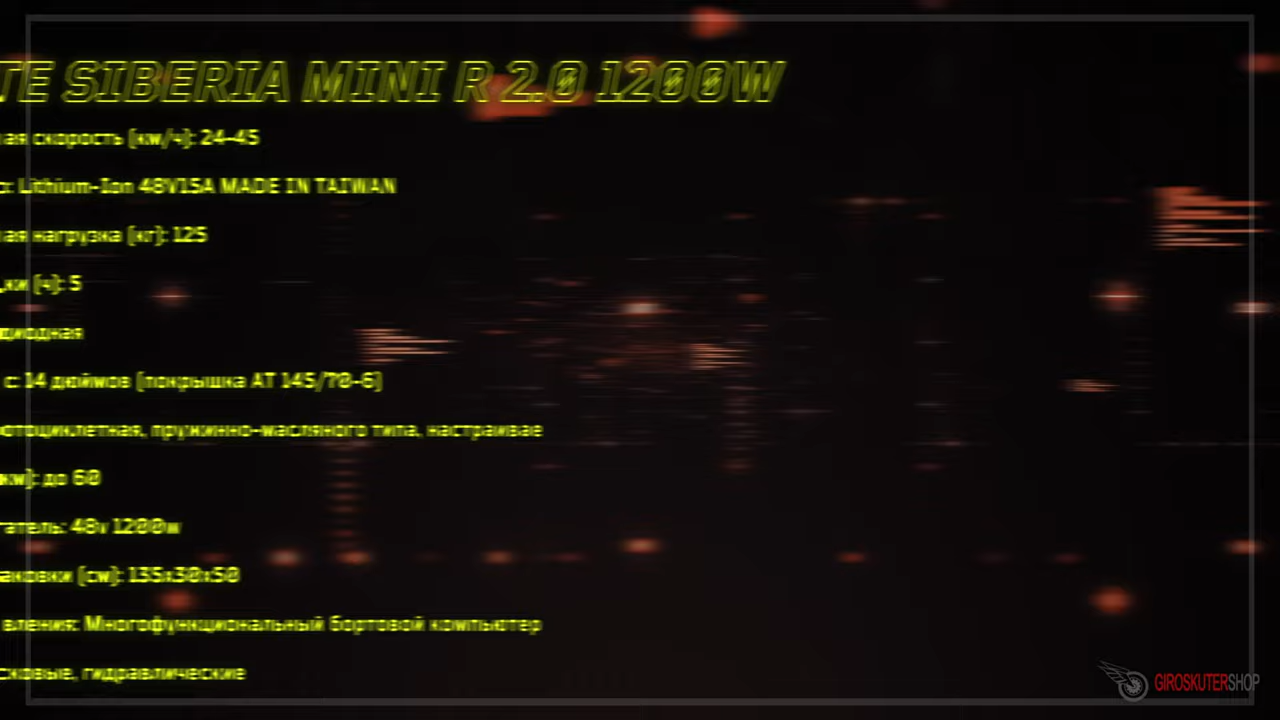 TE SIBERIA MINI R 2.0 1200W
ая скорость [км/ч]: 24-45
Lithium-Ion 48V15A MADE IN TAIWAN
ая нагрузка [кг]: 125
ки [ч]: 5
диодная
с: 14 дюймов [покрышка AT 145/70-6]
отоциклетная, пружинно-масляного типа, настраивае
км]: до 60
гатель: 48v 1200w
аковки [см]: 135x30x50
вления: Многофункциональный бортовой компьютер
сковые, гидравлические
GIROSKUTERSHOP